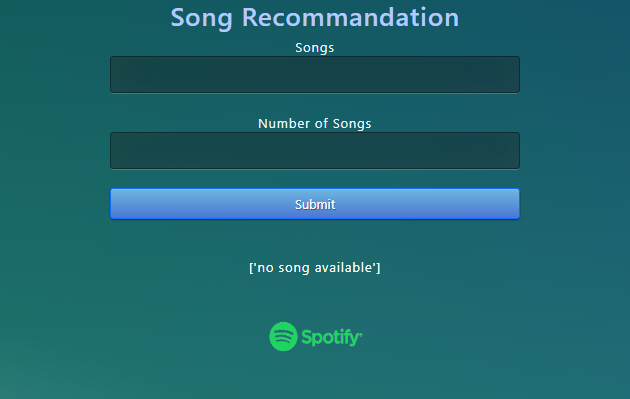 Song Recommandation
Songs
Number of Songs
Submit
['no song available']
Spotify